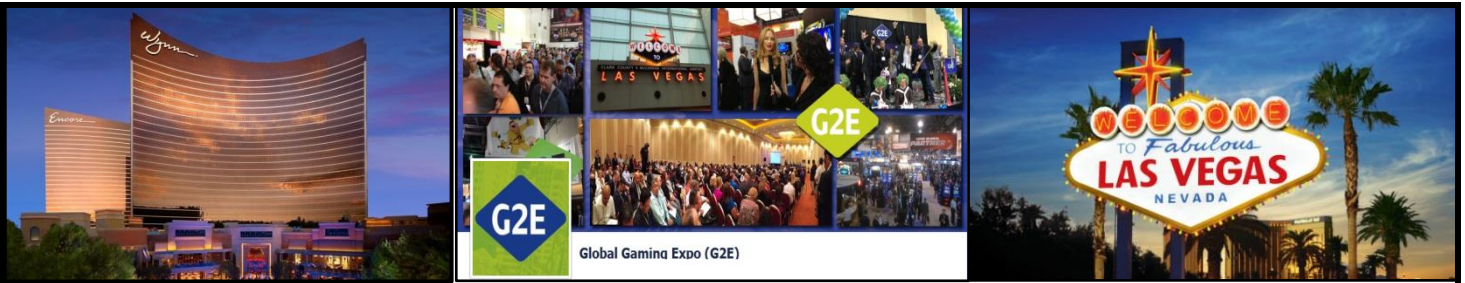 Wynn
Encore
WELCOME
TO
LAS VEGAS
G2E
G2E
G2E
Global Gaming Expo (G2E)
WELCOME
TO Fabulous
LAS VEGAS
NEVADA